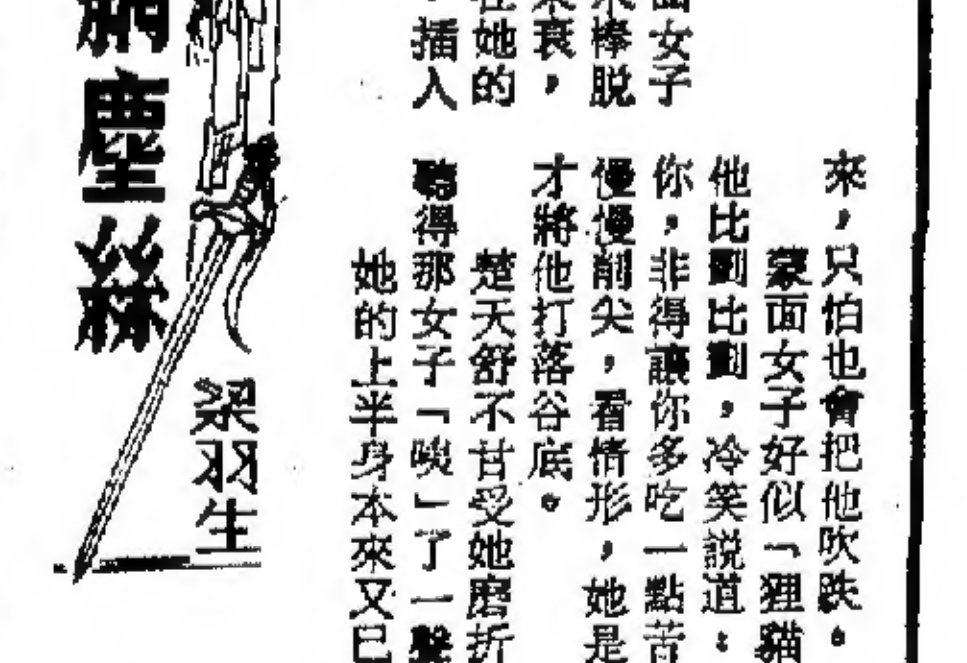 來，只怕也會把他吹跌。
蒙面女子好似「狸貓
他比劃比劃，冷笑説道：
你，非得讓你多吃一點苦
慢慢削尖，看情形，她是
才將他打落谷底。
楚天舒不甘受她磨折
聽得那女子「唉」了一聲
她的上半身本來又已
面女子
棒脱
衰，
她的
插入
塵絲
梁羽生